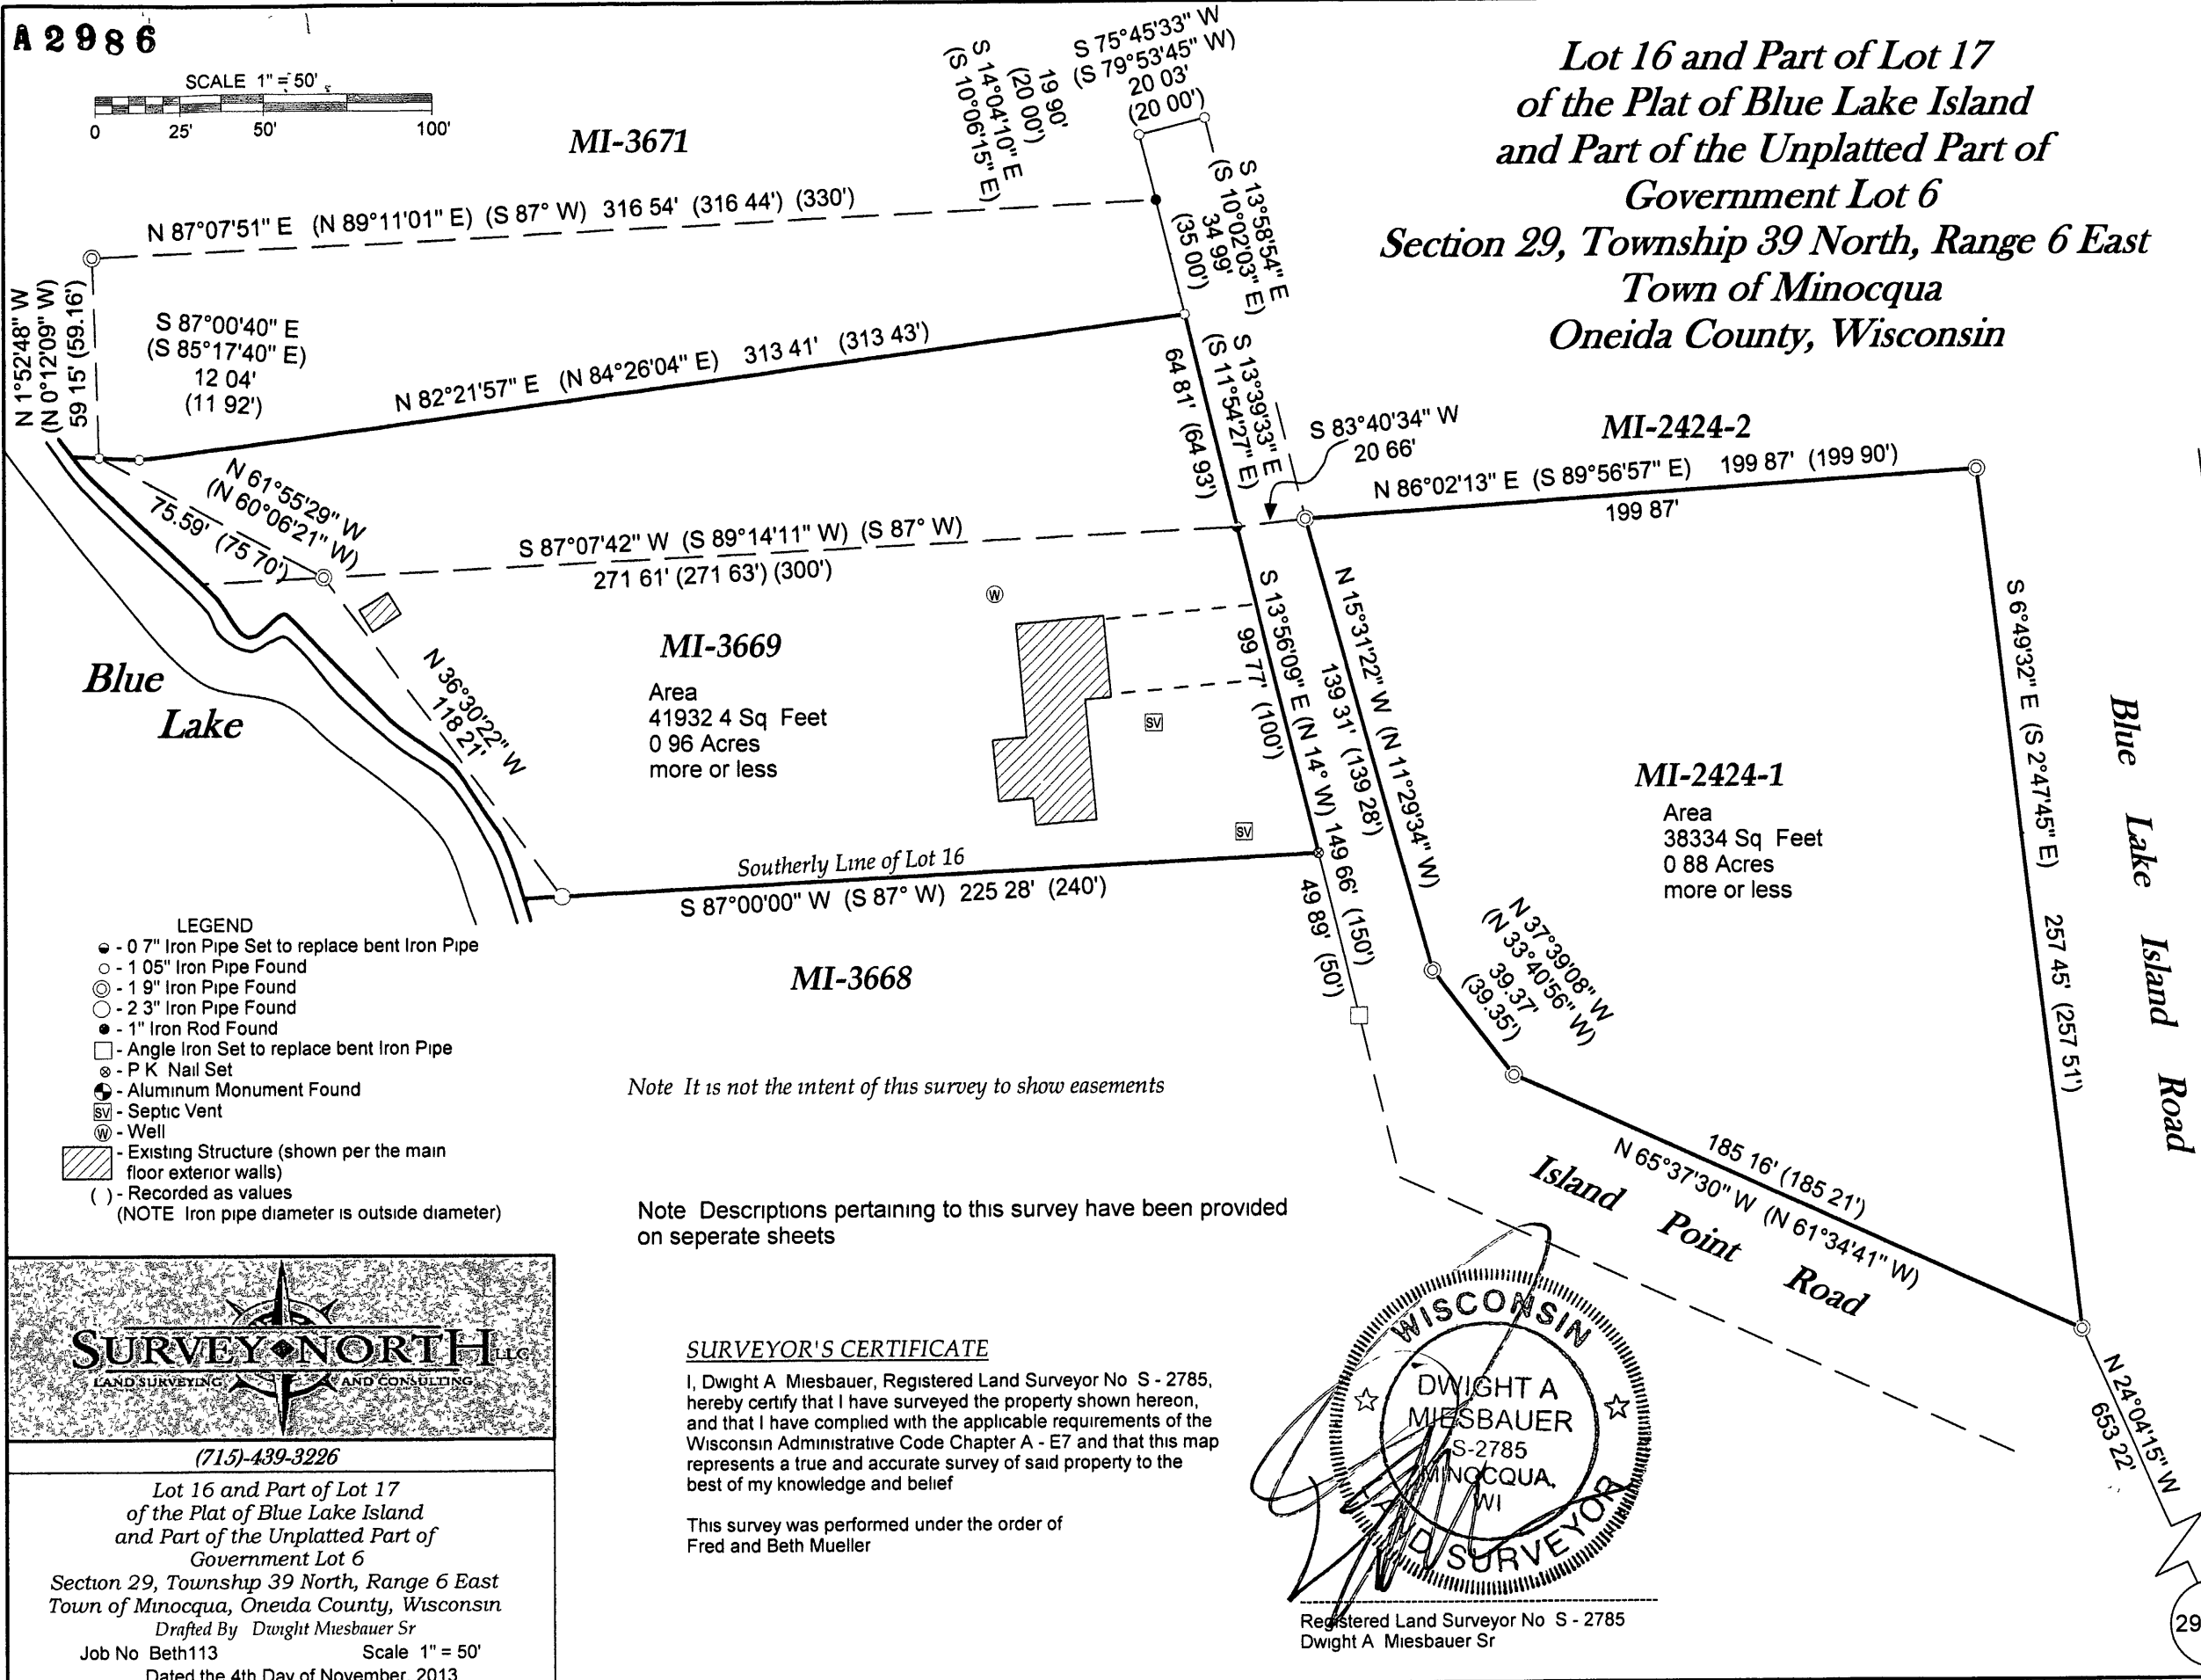 A 2986
SCALE 1" = 50'
0 25' 50' 100'
MI-3671
S 75°45'33" W
(S 79°53'45" W)
20 03'
(20 00')
19 90'
(20 00')
S 14°04'10" E
(S 10°06'15" E)
Lot 16 and Part of Lot 17
of the Plat of Blue Lake Island
and Part of the Unplatted Part of
Government Lot 6
Section 29, Township 39 North, Range 6 East
Town of Minocqua
Oneida County, Wisconsin
N 87°07'51" E (N 89°11'01" E) (S 87° W) 316 54' (316 44') (330')
S 13°58'54" E
(S 10°02'03" E)
34 99'
(35 00')
N 1°52'48" W
(N 0°12'09" W)
59 15' (59.16')
S 87°00'40" E
(S 85°17'40" E)
12 04'
(11 92')
N 82°21'57" E (N 84°26'04" E) 313 41' (313 43')
S 13°39'33" E
(S 11°54'27" E)
64 81' (64 93')
S 83°40'34" W
20 66'
MI-2424-2
N 86°02'13" E (S 89°56'57" E) 199 87' (199 90')
199 87'
N 61°55'29" W
(N 60°06'21" W)
75.59' (75 70')
S 87°07'42" W (S 89°14'11" W) (S 87° W)
271 61' (271 63') (300')
W
Blue
Lake
N 36°30'22" W
118 21'
MI-3669
Area
41932 4 Sq Feet
0 96 Acres
more or less
SV
SV
S 13°56'09" E (N 14° W) 149 66' (150')
99 77' (100')
49 89' (50')
N 15°31'22" W (N 11°29'34" W)
139 31' (139 28')
MI-2424-1
Area
38334 Sq Feet
0 88 Acres
more or less
S 6°49'32" E (S 2°47'45" E) 257 45' (257 51')
Blue Lake Island Road
Southerly Line of Lot 16
S 87°00'00" W (S 87° W) 225 28' (240')
MI-3668
N 37°39'08" W
(N 33°40'56" W)
39.37'
(39.35')
185 16' (185 21')
N 65°37'30" W (N 61°34'41" W)
Island Point Road
N 24°04'15" W
653 22'
29
LEGEND
- 0 7" Iron Pipe Set to replace bent Iron Pipe
- 1 05" Iron Pipe Found
- 1 9" Iron Pipe Found
- 2 3" Iron Pipe Found
- 1" Iron Rod Found
- Angle Iron Set to replace bent Iron Pipe
- P K Nail Set
- Aluminum Monument Found
SV - Septic Vent
W - Well
- Existing Structure (shown per the main
floor exterior walls)
( ) - Recorded as values
(NOTE Iron pipe diameter is outside diameter)
Note It is not the intent of this survey to show easements
Note Descriptions pertaining to this survey have been provided
on seperate sheets
SURVEY NORTH LLC
LAND SURVEYING AND CONSULTING
(715)-439-3226
Lot 16 and Part of Lot 17
of the Plat of Blue Lake Island
and Part of the Unplatted Part of
Government Lot 6
Section 29, Township 39 North, Range 6 East
Town of Minocqua, Oneida County, Wisconsin
Drafted By Dwight Miesbauer Sr
Job No Beth113 Scale 1" = 50'
Dated the 4th Day of November, 2013
SURVEYOR'S CERTIFICATE
I, Dwight A Miesbauer, Registered Land Surveyor No S - 2785,
hereby certify that I have surveyed the property shown hereon,
and that I have complied with the applicable requirements of the
Wisconsin Administrative Code Chapter A - E7 and that this map
represents a true and accurate survey of said property to the
best of my knowledge and belief
This survey was performed under the order of
Fred and Beth Mueller
WISCONSIN
DWIGHT A
MIESBAUER
S-2785
MINOCQUA,
WI
LAND SURVEYOR
Registered Land Surveyor No S - 2785
Dwight A Miesbauer Sr